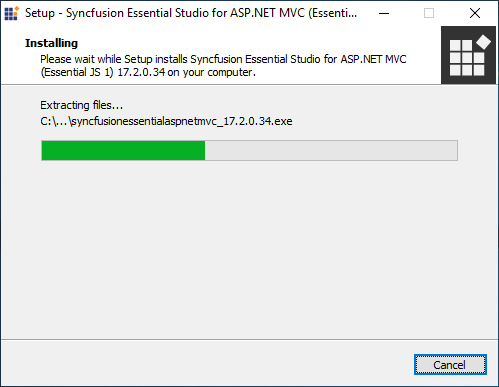 Setup - Syncfusion Essential Studio for ASP.NET MVC (Essenti...
Installing
Please wait while Setup installs Syncfusion Essential Studio for ASP.NET MVC
(Essential JS 1) 17.2.0.34 on your computer.
Extracting files...
C:\...\syncfusionessentialaspnetmvc_17.2.0.34.exe
Cancel